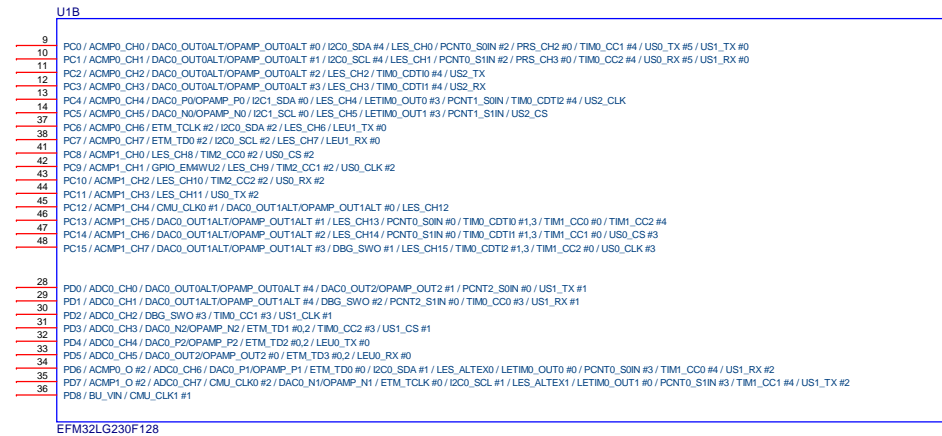 U1B
9 PC0 / ACMP0_CH0 / DAC0_OUT0ALT/OPAMP_OUT0ALT #0 / I2C0_SDA #4 / LES_CH0 / PCNT0_S0IN #2 / PRS_CH2 #0 / TIM0_CC1 #4 / US0_TX #5 / US1_TX #0
10 PC1 / ACMP0_CH1 / DAC0_OUT0ALT/OPAMP_OUT0ALT #1 / I2C0_SCL #4 / LES_CH1 / PCNT0_S1IN #2 / PRS_CH3 #0 / TIM0_CC2 #4 / US0_RX #5 / US1_RX #0
11 PC2 / ACMP0_CH2 / DAC0_OUT0ALT/OPAMP_OUT0ALT #2 / LES_CH2 / TIM0_CDTI0 #4 / US2_TX
12 PC3 / ACMP0_CH3 / DAC0_OUT0ALT/OPAMP_OUT0ALT #3 / LES_CH3 / TIM0_CDTI1 #4 / US2_RX
13 PC4 / ACMP0_CH4 / DAC0_P0/OPAMP_P0 / I2C1_SDA #0 / LES_CH4 / LETIM0_OUT0 #3 / PCNT1_S0IN / TIM0_CDTI2 #4 / US2_CLK
14 PC5 / ACMP0_CH5 / DAC0_N0/OPAMP_N0 / I2C1_SCL #0 / LES_CH5 / LETIM0_OUT1 #3 / PCNT1_S1IN / US2_CS
37 PC6 / ACMP0_CH6 / ETM_TCLK #2 / I2C0_SDA #2 / LES_CH6 / LEU1_TX #0
38 PC7 / ACMP0_CH7 / ETM_TD0 #2 / I2C0_SCL #2 / LES_CH7 / LEU1_RX #0
41 PC8 / ACMP1_CH0 / LES_CH8 / TIM2_CC0 #2 / US0_CS #2
42 PC9 / ACMP1_CH1 / GPIO_EM4WU2 / LES_CH9 / TIM2_CC1 #2 / US0_CLK #2
43 PC10 / ACMP1_CH2 / LES_CH10 / TIM2_CC2 #2 / US0_RX #2
44 PC11 / ACMP1_CH3 / LES_CH11 / US0_TX #2
45 PC12 / ACMP1_CH4 / CMU_CLK0 #1 / DAC0_OUT1ALT/OPAMP_OUT1ALT #0 / LES_CH12
46 PC13 / ACMP1_CH5 / DAC0_OUT1ALT/OPAMP_OUT1ALT #1 / LES_CH13 / PCNT0_S0IN #0 / TIM0_CDTI0 #1,3 / TIM1_CC0 #0 / TIM1_CC2 #4
47 PC14 / ACMP1_CH6 / DAC0_OUT1ALT/OPAMP_OUT1ALT #2 / LES_CH14 / PCNT0_S1IN #0 / TIM0_CDTI1 #1,3 / TIM1_CC1 #0 / US0_CS #3
48 PC15 / ACMP1_CH7 / DAC0_OUT1ALT/OPAMP_OUT1ALT #3 / DBG_SWO #1 / LES_CH15 / TIM0_CDTI2 #1,3 / TIM1_CC2 #0 / US0_CLK #3
28 PD0 / ADC0_CH0 / DAC0_OUT0ALT/OPAMP_OUT0ALT #4 / DAC0_OUT2/OPAMP_OUT2 #1 / PCNT2_S0IN #0 / US1_TX #1
29 PD1 / ADC0_CH1 / DAC0_OUT1ALT/OPAMP_OUT1ALT #4 / DBG_SWO #2 / PCNT2_S1IN #0 / TIM0_CC0 #3 / US1_RX #1
30 PD2 / ADC0_CH2 / DBG_SWO #3 / TIM0_CC1 #3 / US1_CLK #1
31 PD3 / ADC0_CH3 / DAC0_N2/OPAMP_N2 / ETM_TD1 #0,2 / TIM0_CC2 #3 / US1_CS #1
32 PD4 / ADC0_CH4 / DAC0_P2/OPAMP_P2 / ETM_TD2 #0,2 / LEU0_TX #0
33 PD5 / ADC0_CH5 / DAC0_OUT2/OPAMP_OUT2 #0 / ETM_TD3 #0,2 / LEU0_RX #0
34 PD6 / ACMP0_O #2 / ADC0_CH6 / DAC0_P1/OPAMP_P1 / ETM_TD0 #0 / I2C0_SDA #1 / LES_ALTEX0 / LETIM0_OUT0 #0 / PCNT0_S0IN #3 / TIM1_CC0 #4 / US1_RX #2
35 PD7 / ACMP1_O #2 / ADC0_CH7 / CMU_CLK0 #2 / DAC0_N1/OPAMP_N1 / ETM_TCLK #0 / I2C0_SCL #1 / LES_ALTEX1 / LETIM0_OUT1 #0 / PCNT0_S1IN #3 / TIM1_CC1 #4 / US1_TX #2
36 PD8 / BU_VIN / CMU_CLK1 #1
EFM32LG230F128